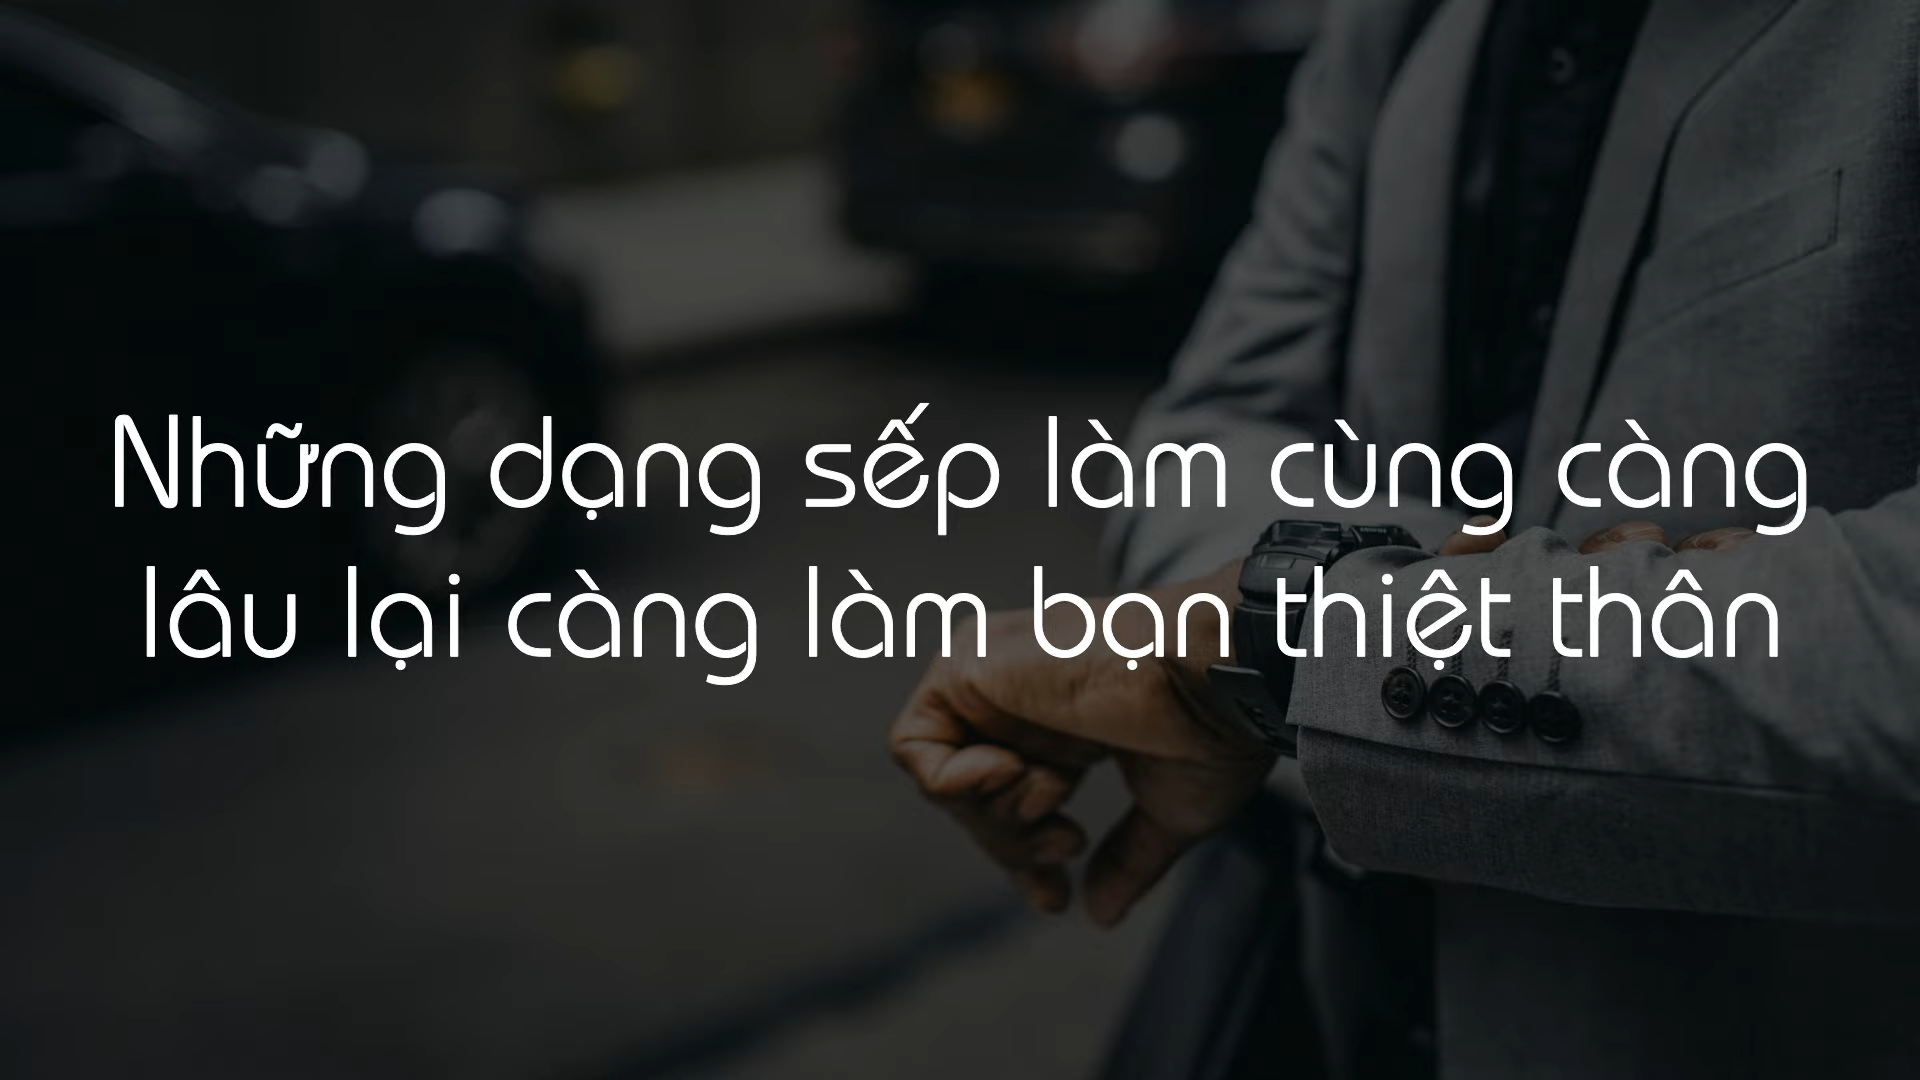 Những dạng sếp làm cùng càng
lâu lại càng làm bạn thiệt thân